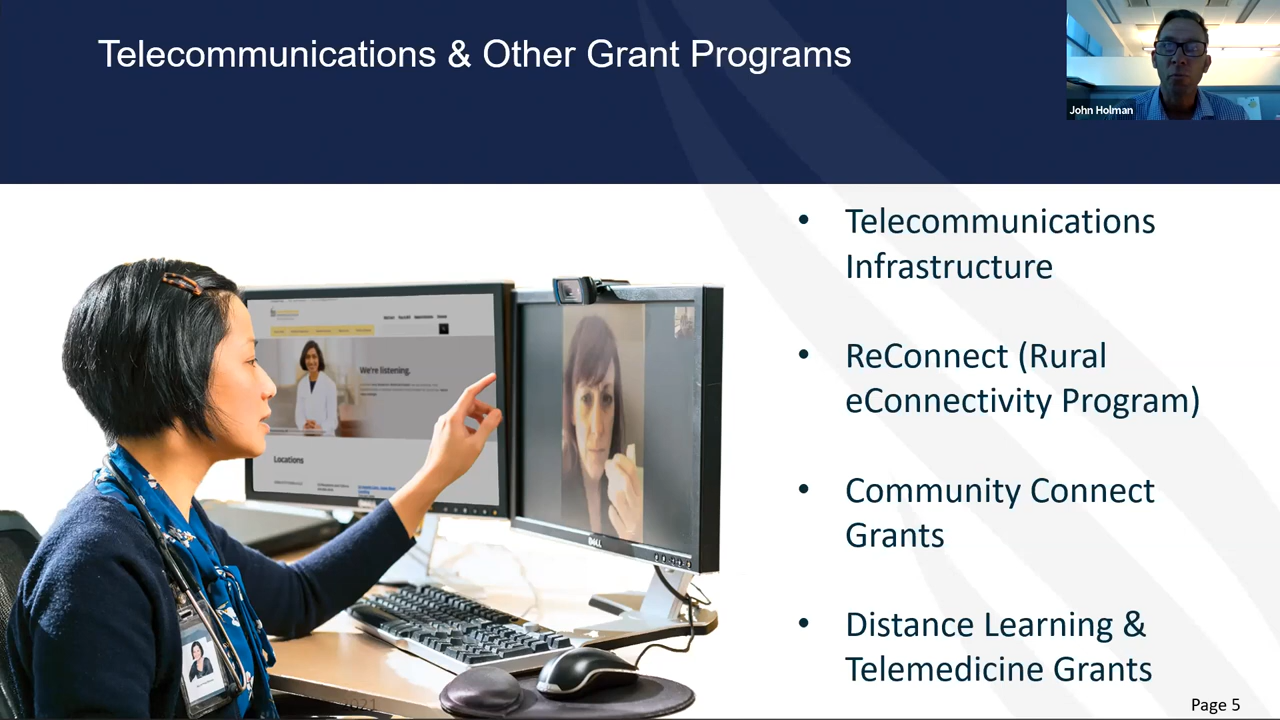 Telecommunications & Other Grant Programs
John Holman
• Telecommunications
Infrastructure
• ReConnect (Rural
eConnectivity Program)
• Community Connect
Grants
• Distance Learning &
Telemedicine Grants
We're listening.
Locations
DELL
Page 5